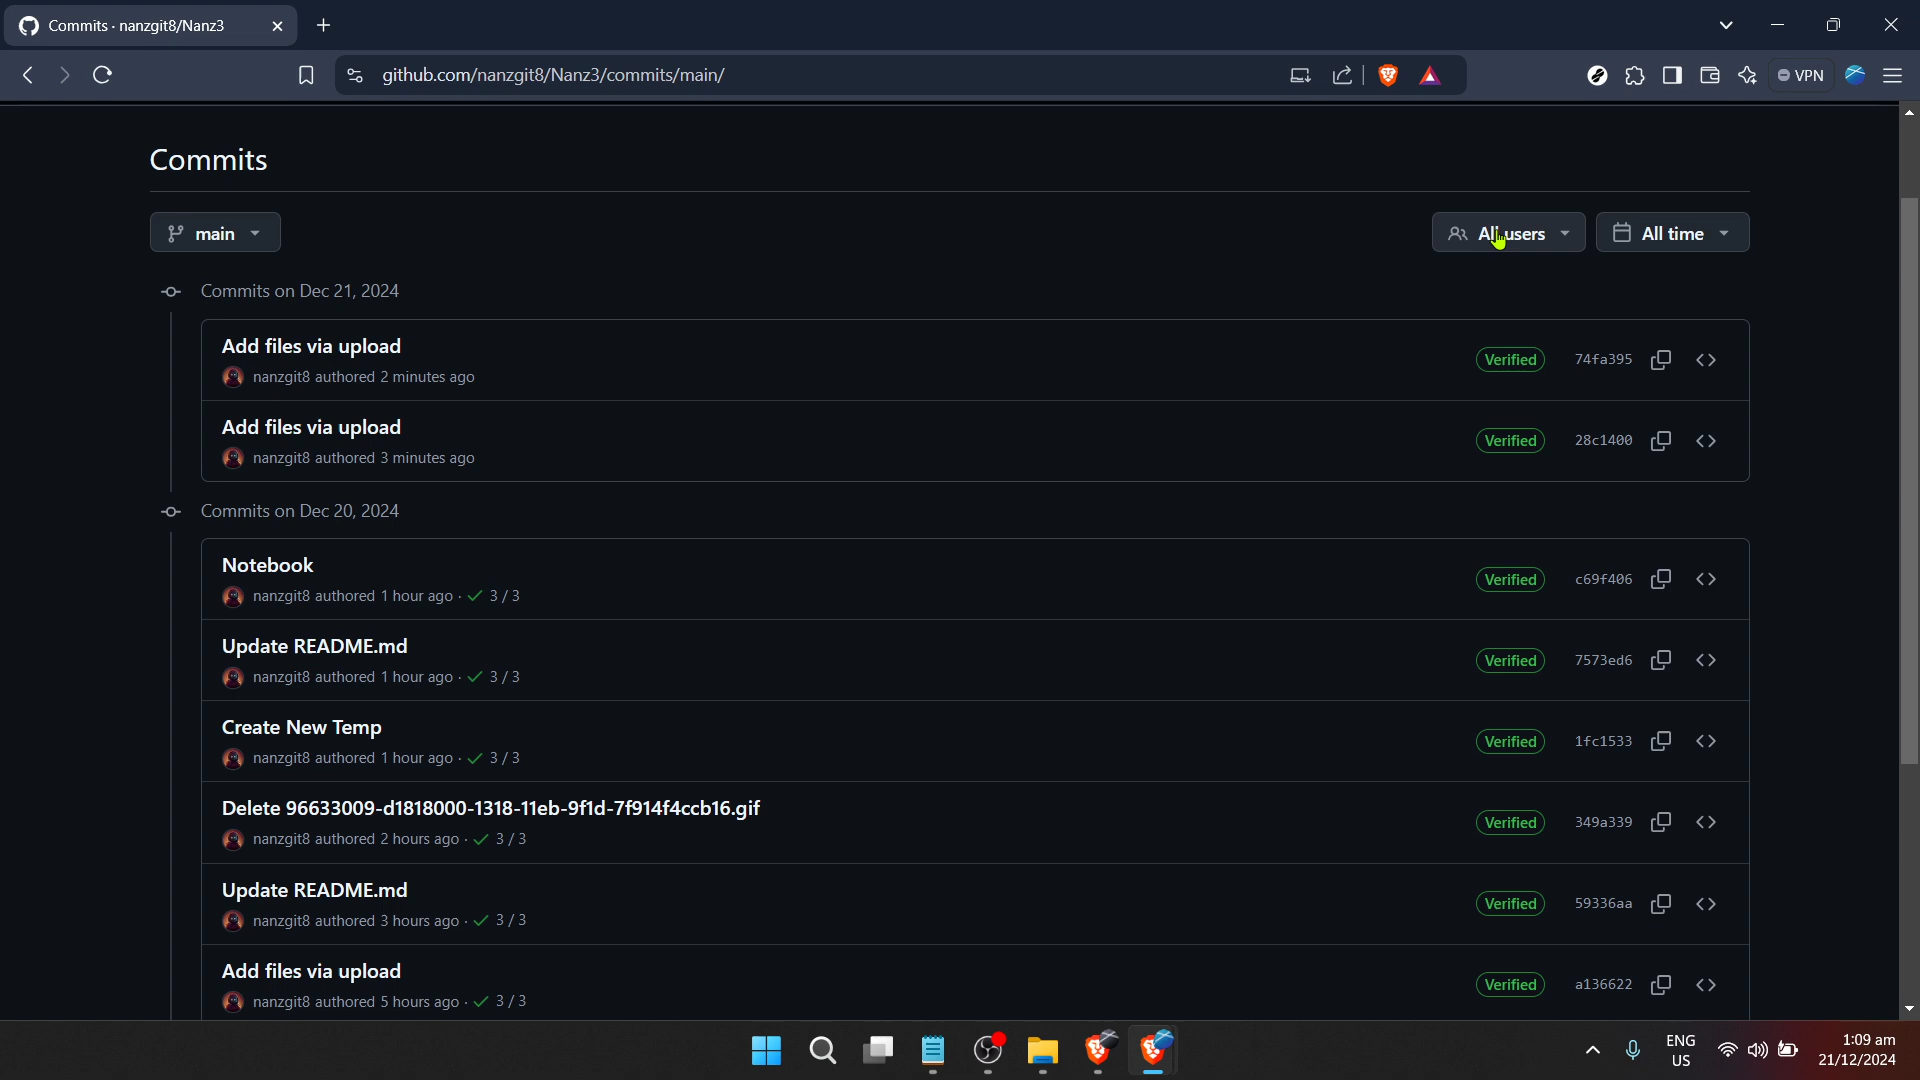 Commits · nanzgit8/Nanz3
github.com/nanzgit8/Nanz3/commits/main/
VPN
Commits
main
All users
All time
Commits on Dec 21, 2024
Add files via upload
nanzgit8 authored 2 minutes ago
Verified
74fa395
Add files via upload
nanzgit8 authored 3 minutes ago
Verified
28c1400
Commits on Dec 20, 2024
Notebook
nanzgit8 authored 1 hour ago · 3 / 3
Verified
c69f406
Update README.md
nanzgit8 authored 1 hour ago · 3 / 3
Verified
7573ed6
Create New Temp
nanzgit8 authored 1 hour ago · 3 / 3
Verified
1fc1533
Delete 96633009-d1818000-1318-11eb-9f1d-7f914f4ccb16.gif
nanzgit8 authored 2 hours ago · 3 / 3
Verified
349a339
Update README.md
nanzgit8 authored 3 hours ago · 3 / 3
Verified
59336aa
Add files via upload
nanzgit8 authored 5 hours ago · 3 / 3
Verified
a136622
ENG
US
1:09 am
21/12/2024